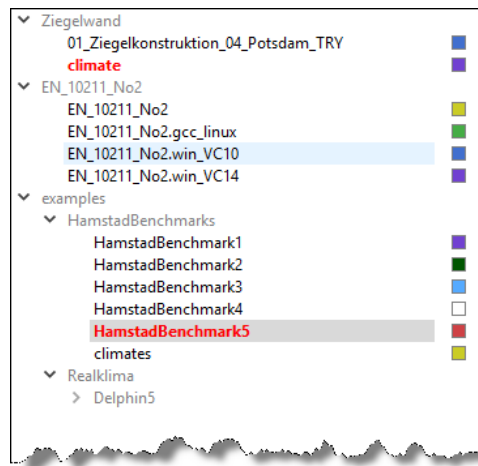 Ziegelwand
01_Ziegelkonstruktion_04_Potsdam_TRY
climate
EN_10211_No2
EN_10211_No2
EN_10211_No2.gcc_linux
EN_10211_No2.win_VC10
EN_10211_No2.win_VC14
examples
HamstadBenchmarks
HamstadBenchmark1
HamstadBenchmark2
HamstadBenchmark3
HamstadBenchmark4
HamstadBenchmark5
climates
Realklima
Delphin5